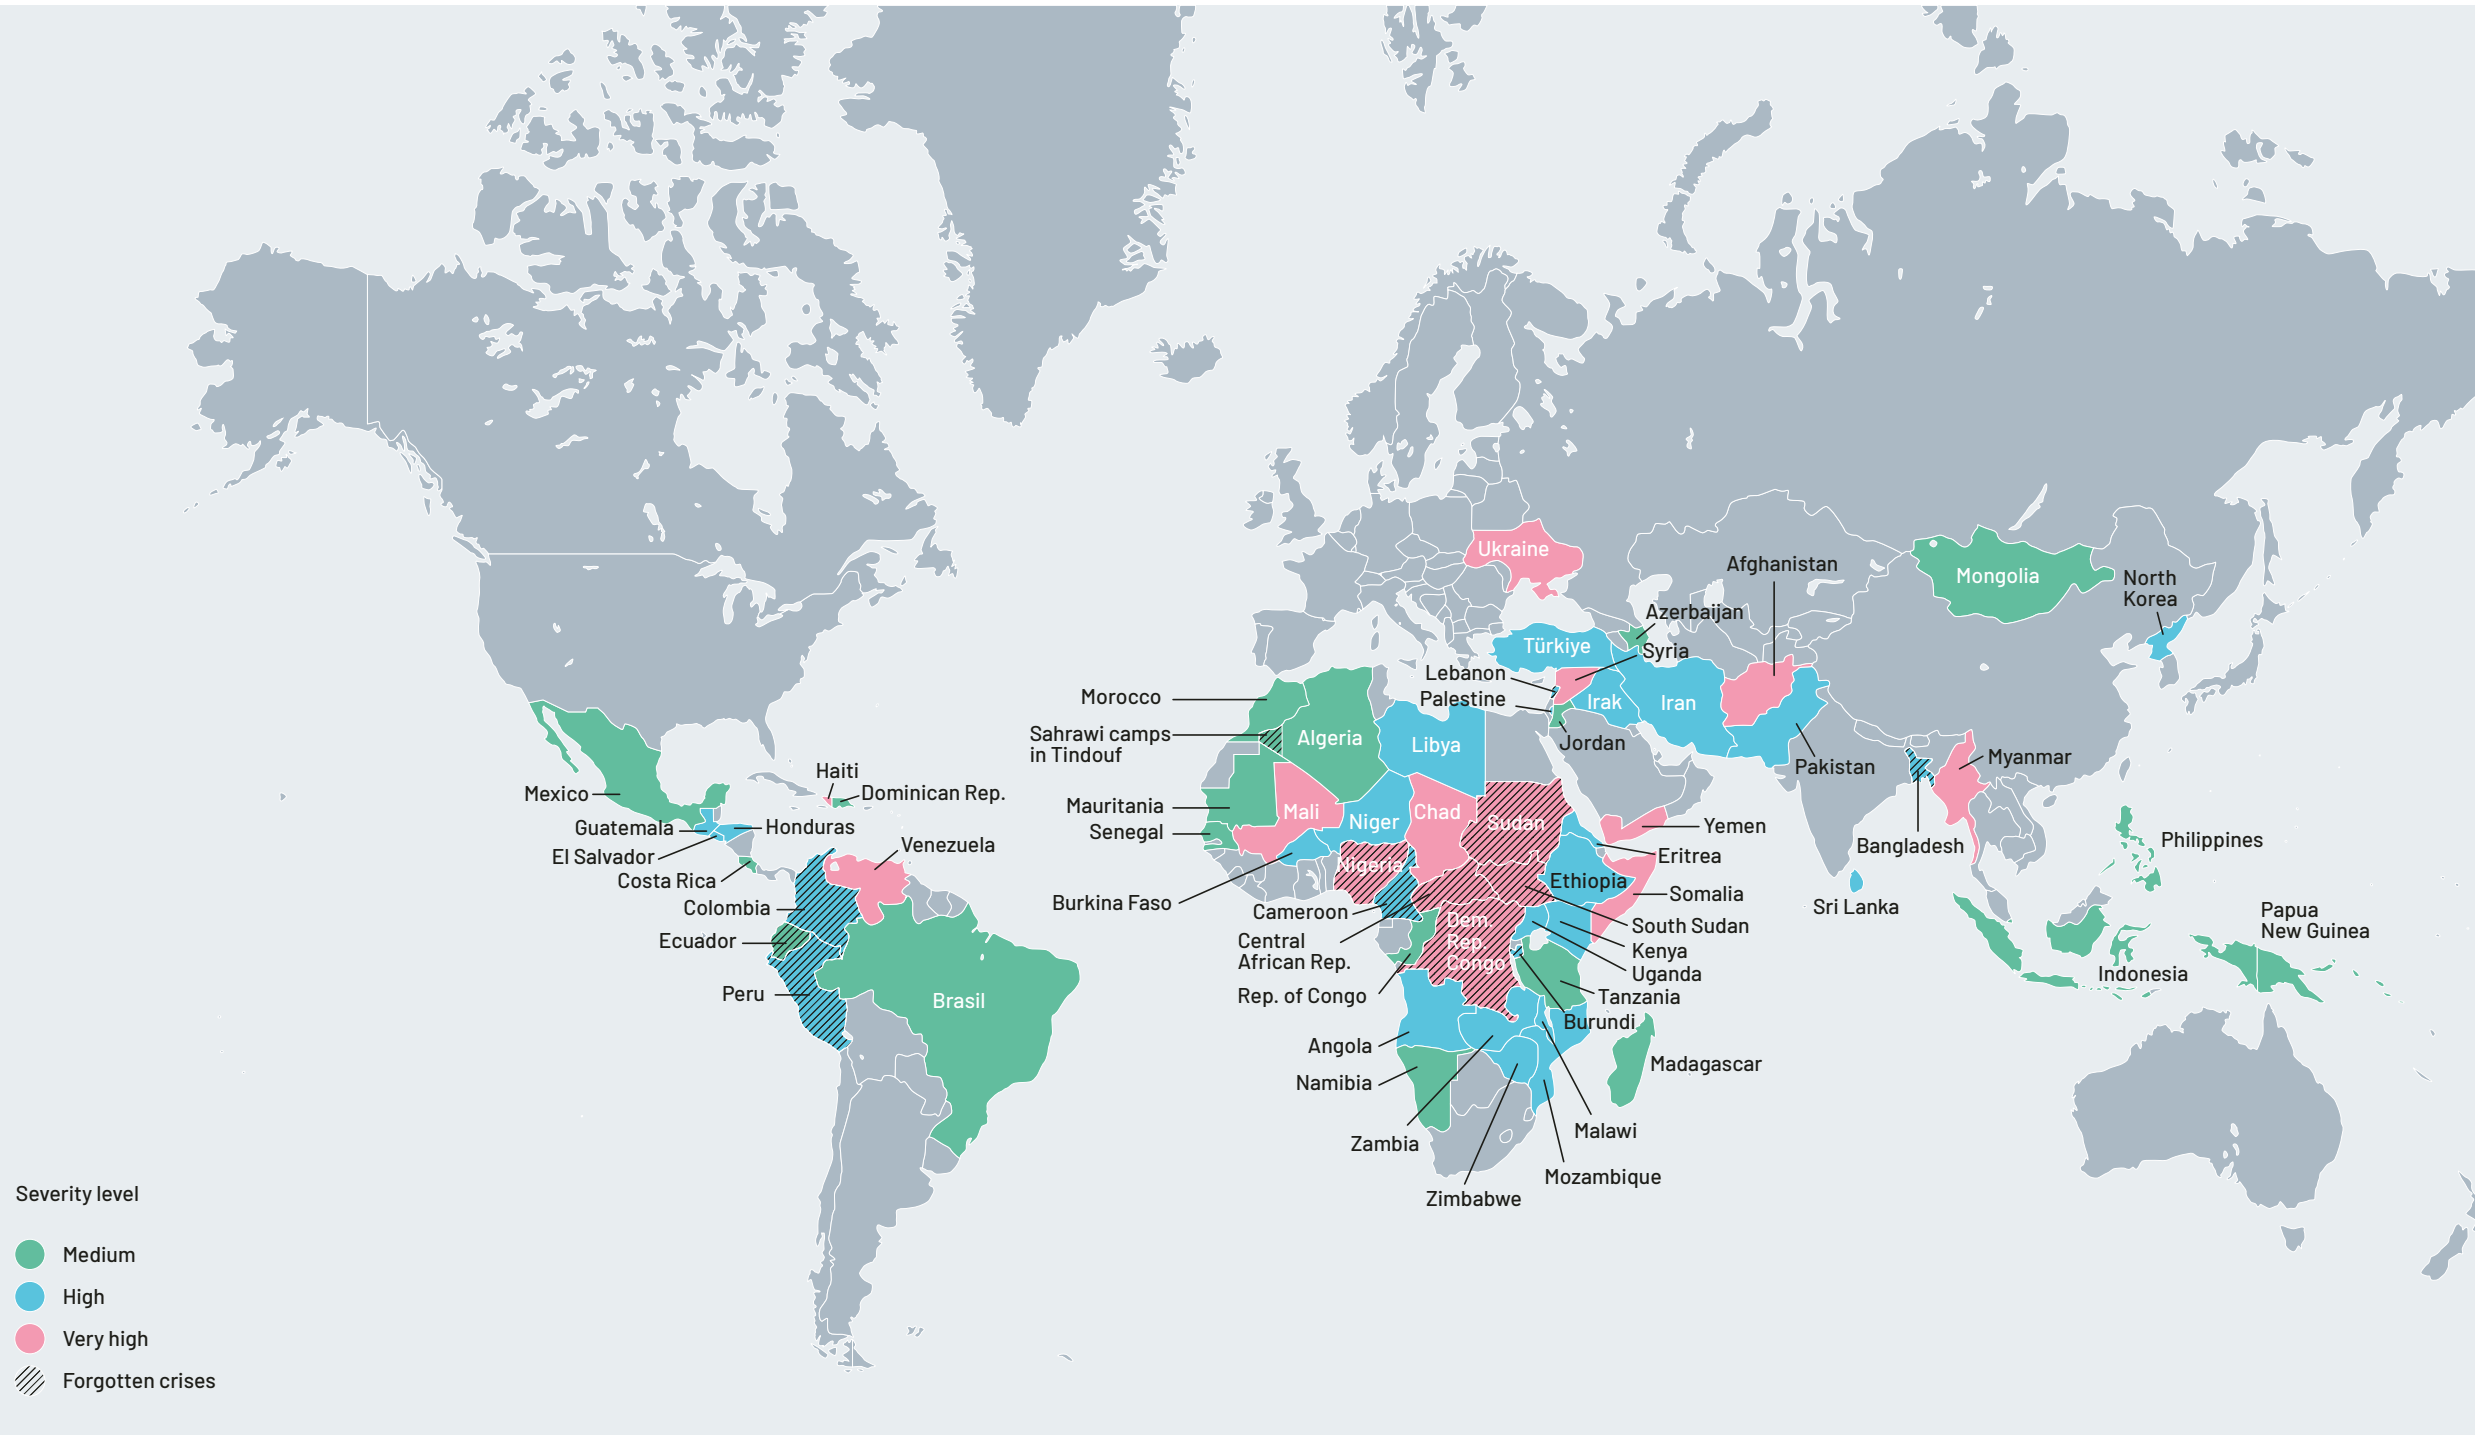 Ukraine
Afghanistan
Mongolia
North
Korea
Azerbaijan
Türkiye
Syria
Lebanon
Palestine
Irak
Iran
Morocco
Sahrawi camps
in Tindouf
Algeria
Libya
Jordan
Pakistan
Myanmar
Haiti
Dominican Rep.
Mexico
Guatemala
Honduras
El Salvador
Costa Rica
Venezuela
Colombia
Ecuador
Peru
Brasil
Mauritania
Senegal
Mali
Niger
Chad
Sudan
Yemen
Eritrea
Nigeria
Ethiopia
Somalia
Burkina Faso
Cameroon
Central
African Rep.
Rep. of Congo
Dem.
Rep.
Congo
South Sudan
Kenya
Uganda
Tanzania
Burundi
Angola
Namibia
Zambia
Zimbabwe
Mozambique
Malawi
Madagascar
Bangladesh
Sri Lanka
Philippines
Papua
New Guinea
Indonesia
Severity level
Medium
High
Very high
Forgotten crises